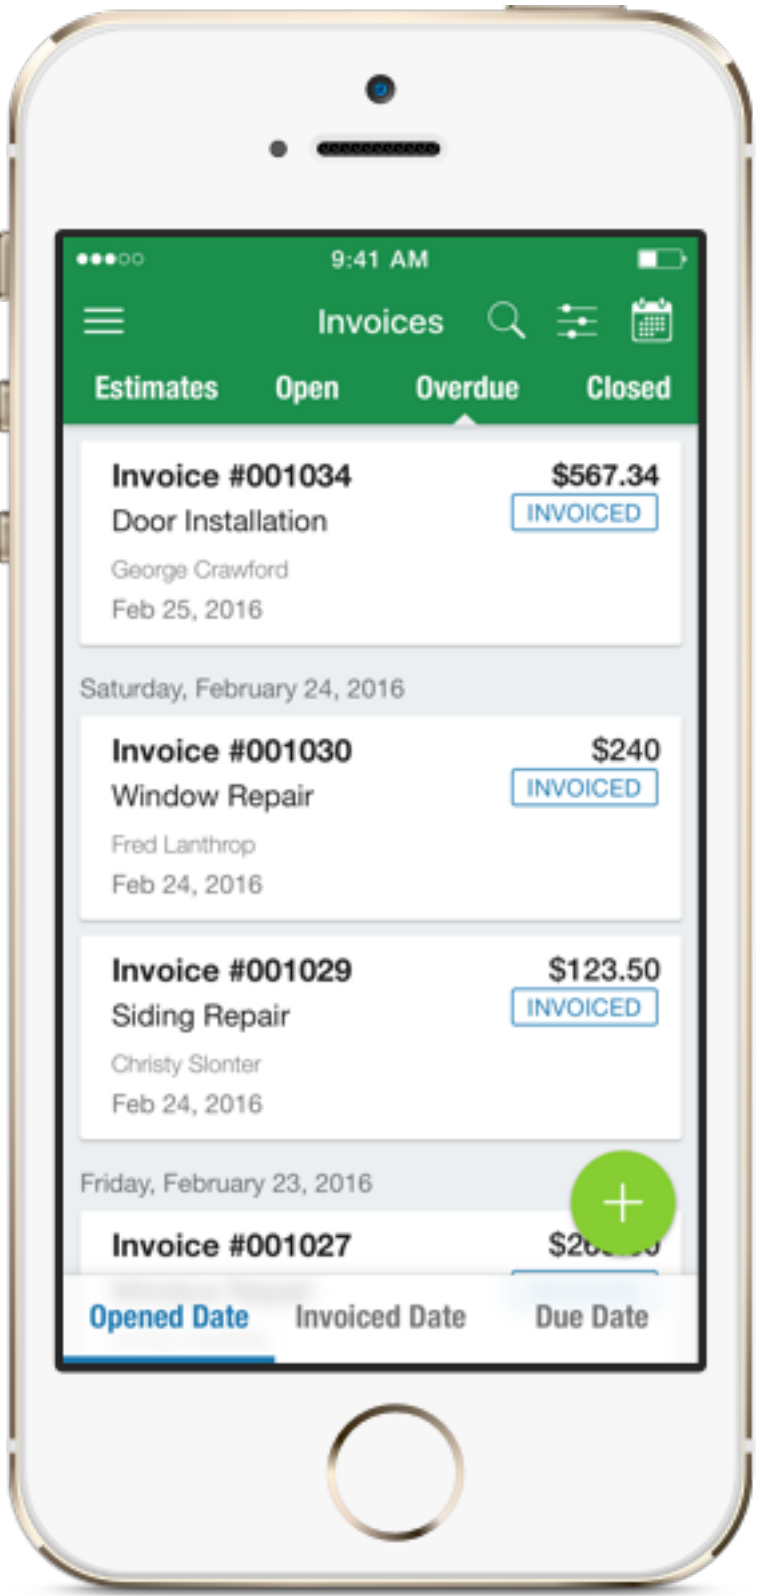 9:41 AM
Invoices
Estimates Open Overdue Closed
Invoice #001034 $567.34
Door Installation INVOICED
George Crawford
Feb 25, 2016
Saturday, February 24, 2016
Invoice #001030 $240
Window Repair INVOICED
Fred Lanthrop
Feb 24, 2016
Invoice #001029 $123.50
Siding Repair INVOICED
Christy Slonter
Feb 24, 2016
Friday, February 23, 2016
Invoice #001027
Opened Date Invoiced Date Due Date